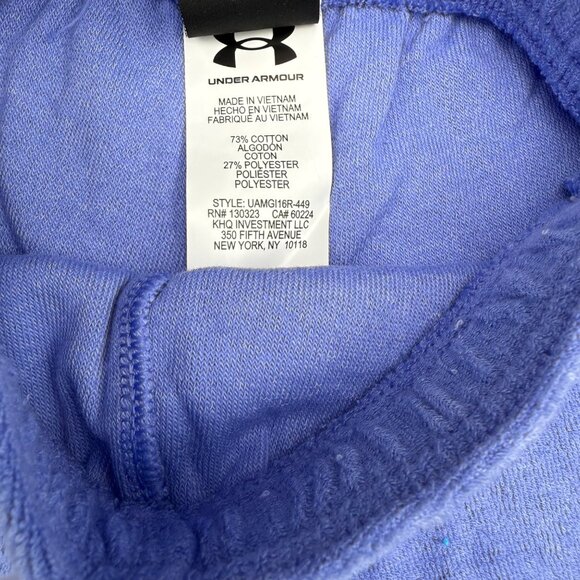 UNDER ARMOUR
MADE IN VIETNAM
HECHO EN VIETNAM
FABRIQUÉ AU VIETNAM
73% COTTON
ALGODÓN
COTON
27% POLYESTER
POLIÉSTER
POLYESTER
STYLE: UAMGI16R-449
RN# 130323 CA# 60224
KHQ INVESTMENT LLC
350 FIFTH AVENUE
NEW YORK, NY 10118